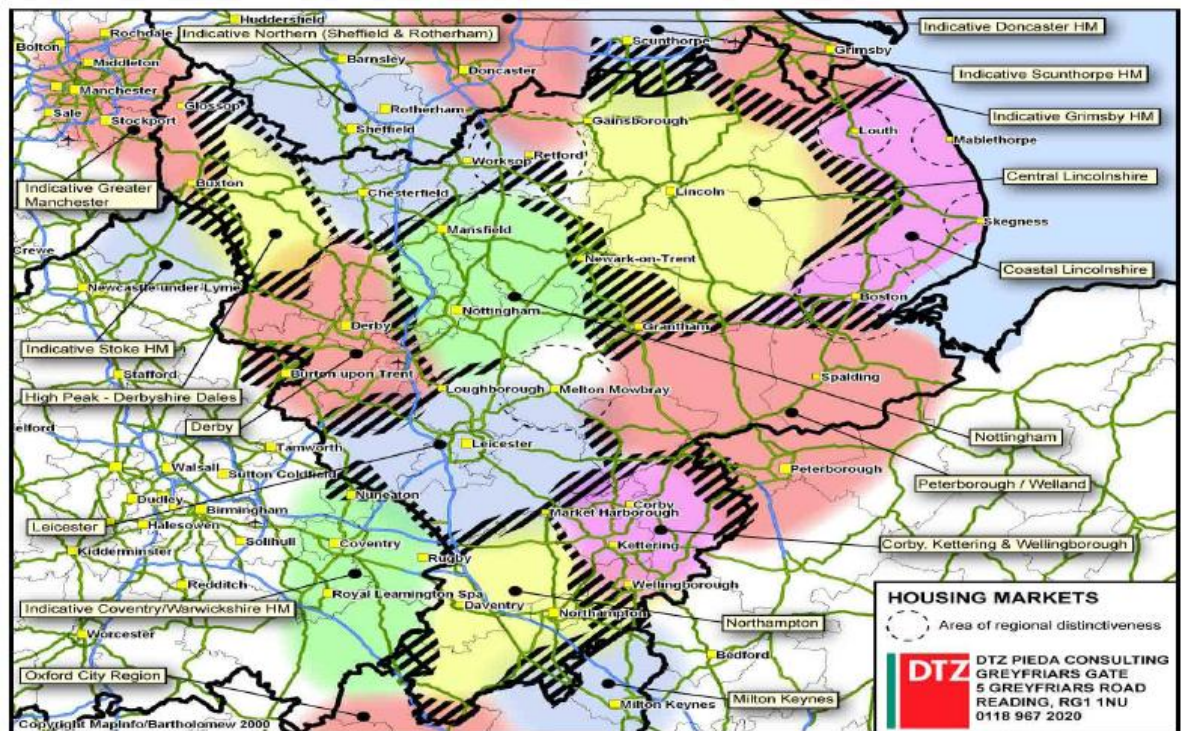 Huddersfield
Indicative Doncaster HM
Rochdale
Indicative Northern (Sheffield & Rotherham)
Bolton
Scunthorpe
Grimsby
Middleton
Barnsley
Doncaster
Indicative Scunthorpe HM
Manchester
Glossop
Rotherham
Sale
Stockport
Sheffield
Gainsborough
Indicative Grimsby HM
Louth
Mablethorpe
Worksop
Retford
Indicative Greater
Manchester
Buxton
Chesterfield
Lincoln
Central Lincolnshire
Mansfield
Skegness
Crewe
Newark-on-Trent
Coastal Lincolnshire
Newcastle-under-Lyme
Boston
Nottingham
Derby
Grantham
Indicative Stoke HM
Stafford
Burton upon Trent
Spalding
High Peak - Derbyshire Dales
Loughborough
Melton Mowbray
Derby
Nottingham
elford
Tamworth
Leicester
Walsall
Sutton Coldfield
Peterborough
Peterborough / Welland
Dudley
Birmingham
Nuneaton
Leicester
Halesowen
Market Harborough
Corby
Solihull
Coventry
Kettering
Corby, Kettering & Wellingborough
Kidderminster
Rugby
Redditch
Royal Leamington Spa
Wellingborough
Indicative Coventry/Warwickshire HM
Daventry
Northampton
Northampton
Worcester
Bedford
Oxford City Region
Milton Keynes
Milton Keynes
Copyright MapInfo/Bartholomew 2000
HOUSING MARKETS
Area of regional distinctiveness
DTZ
DTZ PIEDA CONSULTING
GREYFRIARS GATE
5 GREYFRIARS ROAD
READING, RG1 1NU
0118 967 2020